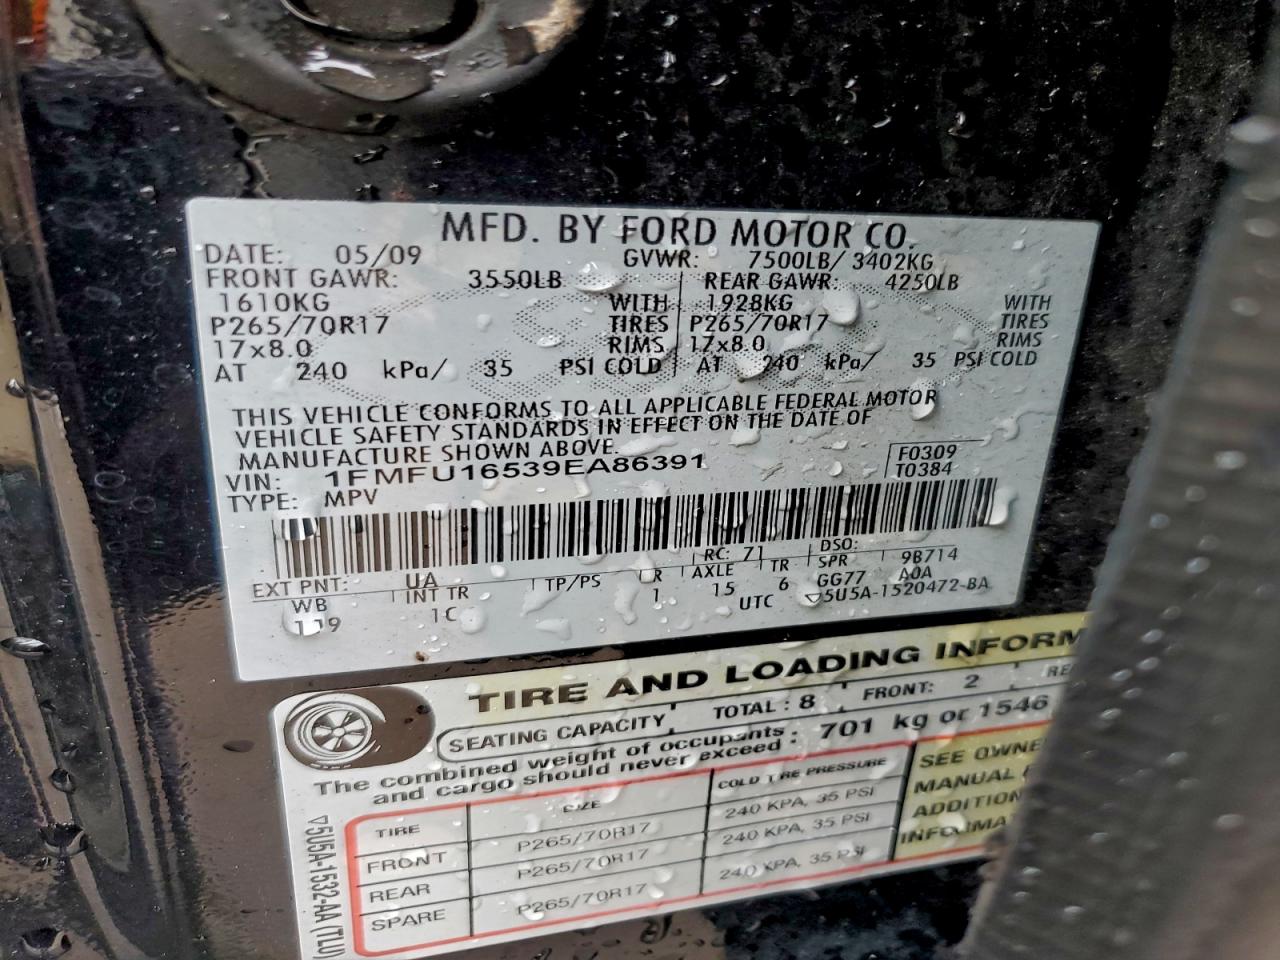 MFD. BY FORD MOTOR CO.
DATE: 05/09 GVWR: 7500LB/ 3402KG
FRONT GAWR: 3550LB REAR GAWR: 4250LB
1610KG WITH 1928KG WITH
P265/70R17 TIRES P265/70R17 TIRES
17x8.0 RIMS 17x8.0 RIMS
AT 240 kPa/ 35 PSI COLD AT 240 kPa/ 35 PSI COLD
THIS VEHICLE CONFORMS TO ALL APPLICABLE FEDERAL MOTOR
VEHICLE SAFETY STANDARDS IN EFFECT ON THE DATE OF
MANUFACTURE SHOWN ABOVE.
VIN: 1FMFU16539EA86391 F0309
TYPE: MPV T0384
EXT PNT: UA RC: 71 DSO:
WB INT TR TP/PS R AXLE TR SPR 9B714
119 1C 1 15 6 GG77 A0A
UTC ▽5U5A-1520472-BA
TIRE AND LOADING INFORM
SEATING CAPACITY TOTAL : 8 FRONT: 2
The combined weight of occupants and cargo should never exceed : 701 kg or 1546
TIRE SIZE COLD TIRE PRESSURE
FRONT P265/70R17 240 KPA, 35 PSI
REAR P265/70R17 240 KPA, 35 PSI
SPARE P265/70R17 240 KPA, 35 PSI
SEE OWNE
MANUAL
ADDITION
INFORMAT
▽5U5A-1532-AA (TLU)